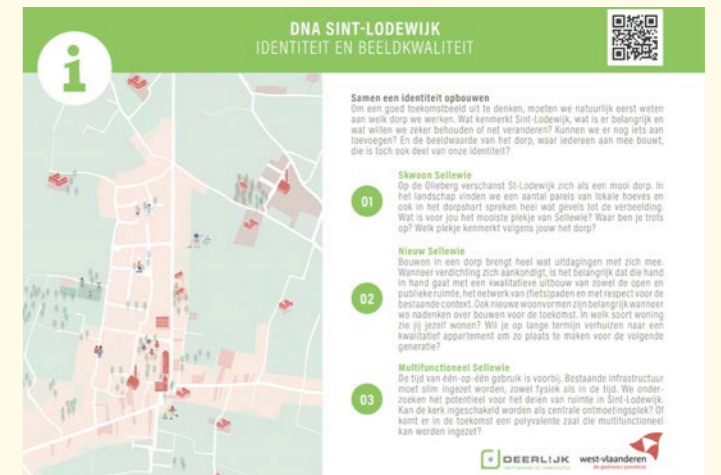 DNA SINT-LODEWIJK
IDENTITEIT EN BEELDKWALITEIT
i
Samen een identiteit opbouwen
Om een goed toekomstbeeld uit te denken, moeten we natuurlijk eerst weten
aan welk dorp we werken. Wat kenmerkt Sint-Lodewijk, wat is er belangrijk en
wat willen we zeker behouden of net veranderen? Kunnen we er nog iets aan
toevoegen? En de beeldwaarde van het dorp, waar iedereen aan mee bouwt,
die is toch ook deel van onze identiteit?
01
Skwoon Sellewie
Op de Olieberg verschanst St-Lodewijk zich als een mooi dorp. In
het landschap vinden we een aantal parels van lokale hoeves en
ook in het dorpshart spreken heel wat gevels tot de verbeelding.
Wat is voor jou het mooiste plekje van Sellewie? Waar ben je trots
op? Welk plekje kenmerkt volgens jouw het dorp?
02
Nieuw Sellewie
Bouwen in een dorp brengt heel wat uitdagingen met zich mee.
Wanneer verdichting zich aankondigt, is het belangrijk dat die hand
in hand gaat met een kwalitatieve uitbouw van zowel de open en
publieke ruimte, het netwerk van (fiets)paden en met respect voor de
bestaande context. Ook nieuwe woonvormen zijn belangrijk wanneer
we nadenken over bouwen voor de toekomst. In welk soort woning
zie jij jezelf wonen? Wil je op lange termijn verhuizen naar een
kwalitatief appartement om zo plaats te maken voor de volgende
generatie?
03
Multifunctioneel Sellewie
De tijd van één-op-één gebruik is voorbij. Bestaande infrastructuur
moet slim ingezet worden, zowel fysiek als in de tijd. We onder-
zoeken het potentieel voor het delen van ruimte in Sint-Lodewijk.
Kan de kerk ingeschakeld worden als centrale ontmoetingsplek? Of
komt er in de toekomst een polyvalente zaal die multifunctioneel
kan worden ingezet?
DEERLIJK
west-vlaanderen
de gedreven provincie